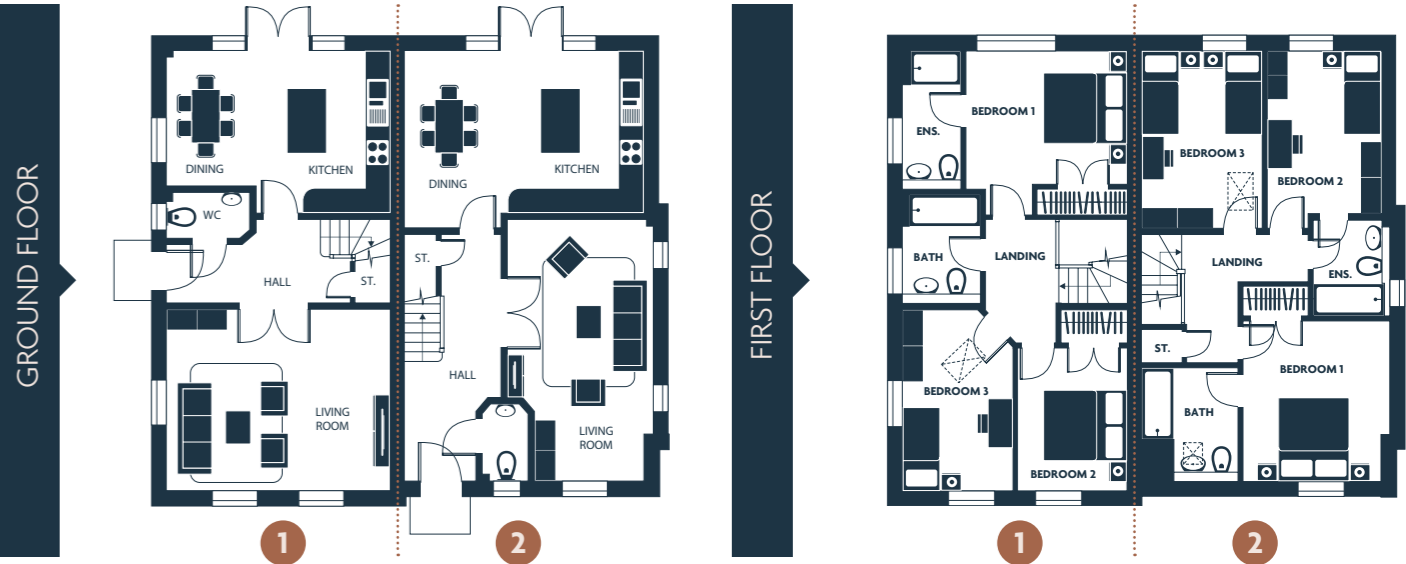 GROUND FLOOR
DINING
KITCHEN
WC
HALL
ST.
LIVING
ROOM
1
DINING
KITCHEN
ST.
HALL
LIVING
ROOM
2
FIRST FLOOR
BEDROOM 1
ENS.
BATH
LANDING
BEDROOM 3
BEDROOM 2
1
BEDROOM 3
BEDROOM 2
LANDING
ENS.
ST.
BEDROOM 1
BATH
2